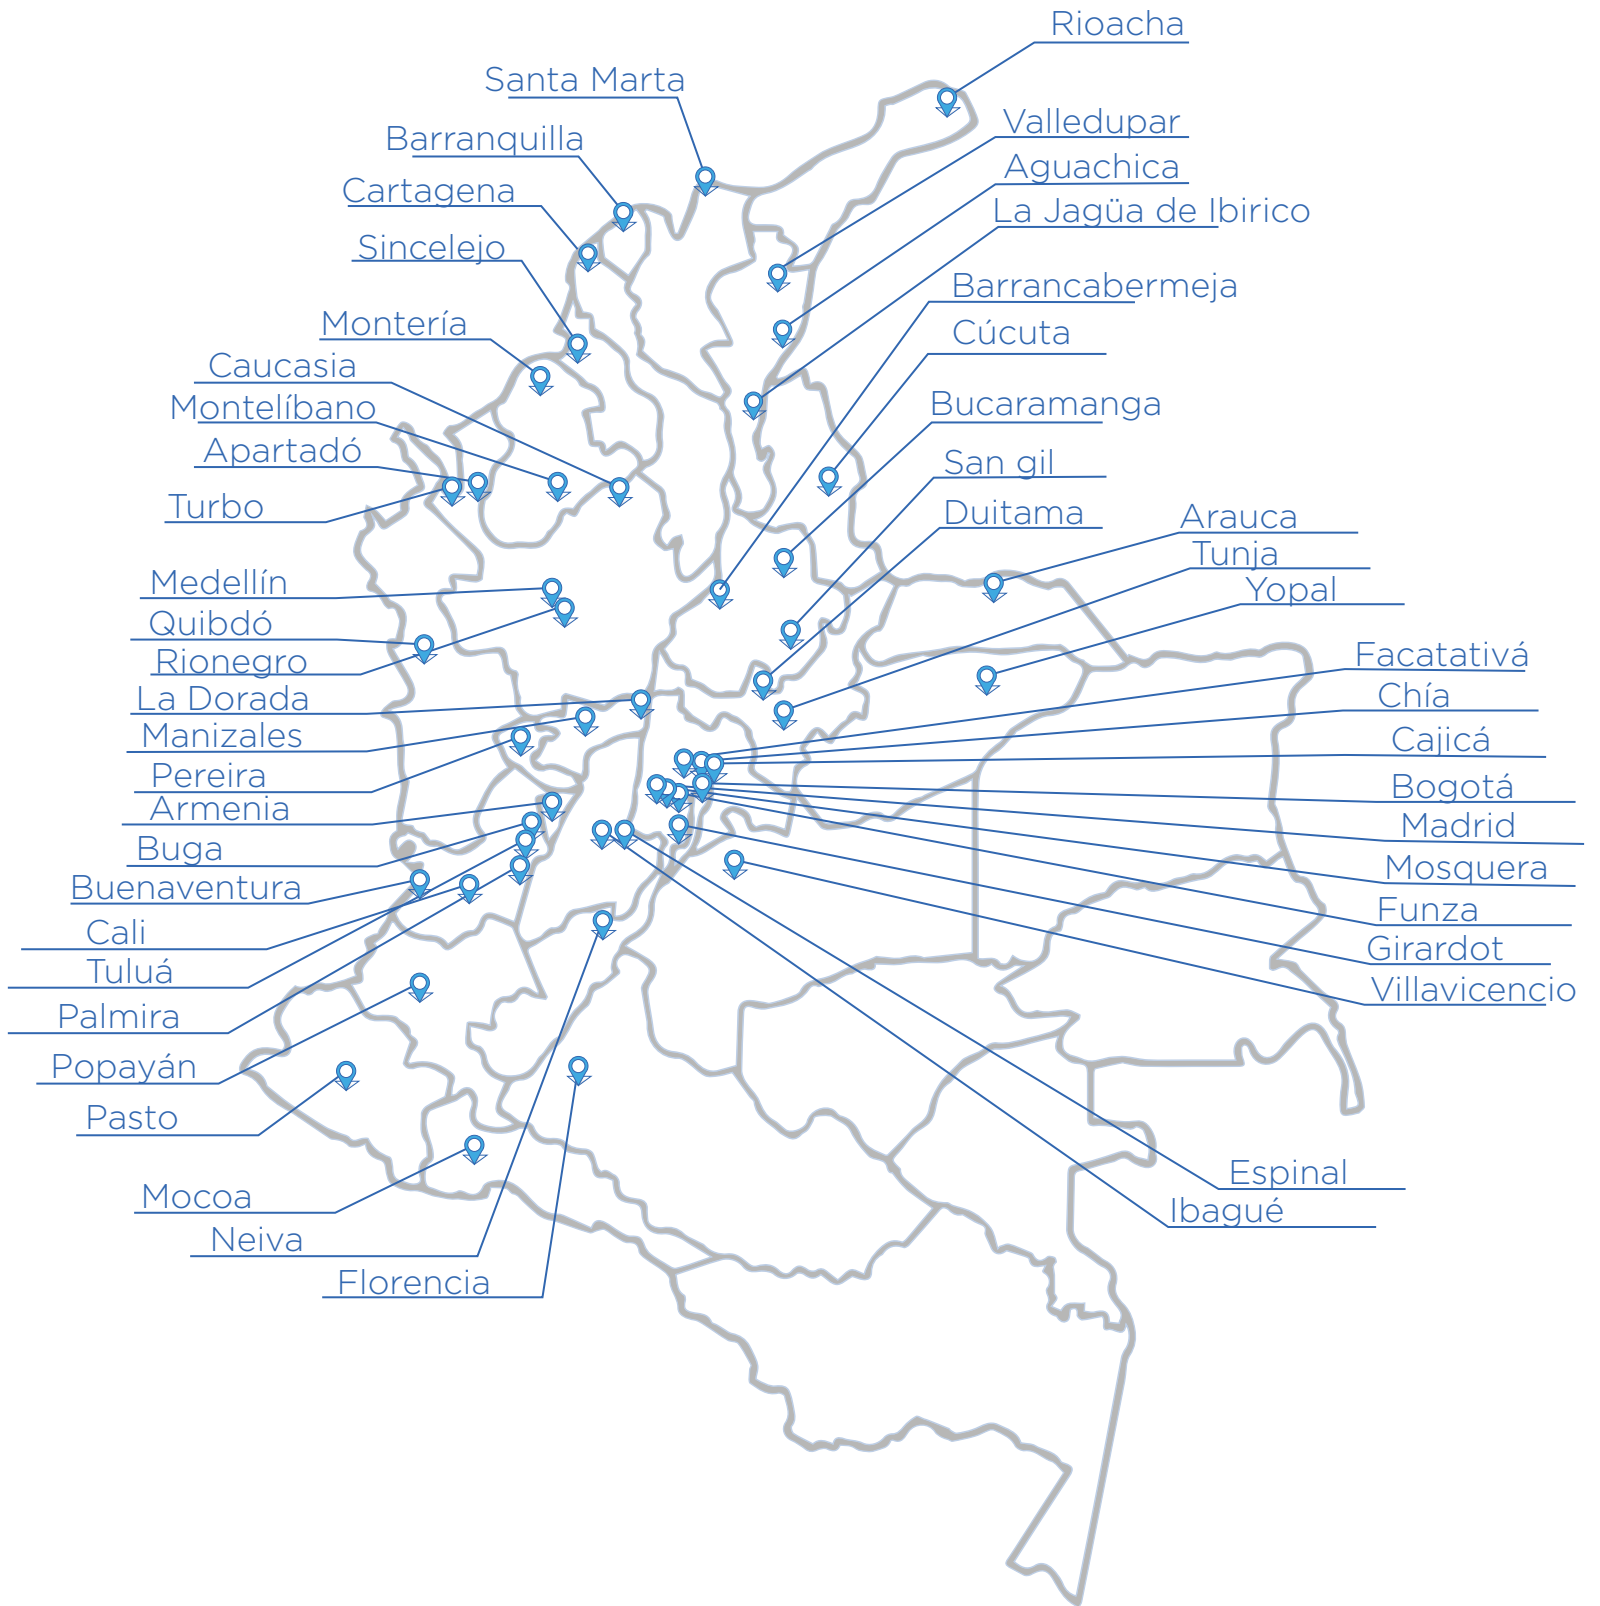 Rioacha
Santa Marta
Valledupar
Barranquilla
Aguachica
Cartagena
La Jagüa de Ibirico
Sincelejo
Barrancabermeja
Montería
Cúcuta
Caucasia
Montelíbano
Bucaramanga
Apartadó
San gil
Turbo
Duitama
Arauca
Tunja
Medellín
Yopal
Quibdó
Rionegro
Facatativá
La Dorada
Chía
Manizales
Cajicá
Pereira
Bogotá
Armenia
Madrid
Buga
Mosquera
Buenaventura
Funza
Cali
Girardot
Tuluá
Villavicencio
Palmira
Popayán
Pasto
Espinal
Mocoa
Ibagué
Neiva
Florencia